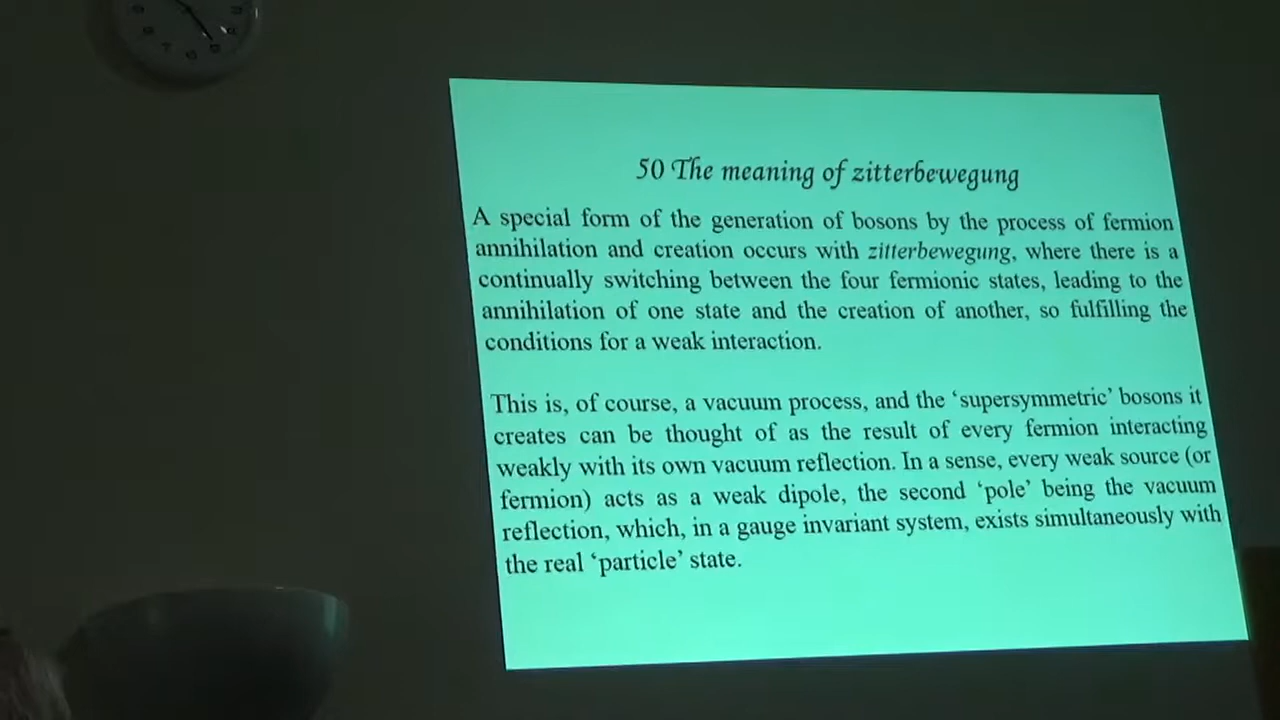 50 The meaning of zitterbewegung
A special form of the generation of bosons by the process of fermion
annihilation and creation occurs with zitterbewegung, where there is a
continually switching between the four fermionic states, leading to the
annihilation of one state and the creation of another, so fulfilling the
conditions for a weak interaction.
This is, of course, a vacuum process, and the ‘supersymmetric’ bosons it
creates can be thought of as the result of every fermion interacting
weakly with its own vacuum reflection. In a sense, every weak source (or
fermion) acts as a weak dipole, the second ‘pole’ being the vacuum
reflection, which, in a gauge invariant system, exists simultaneously with
the real ‘particle’ state.